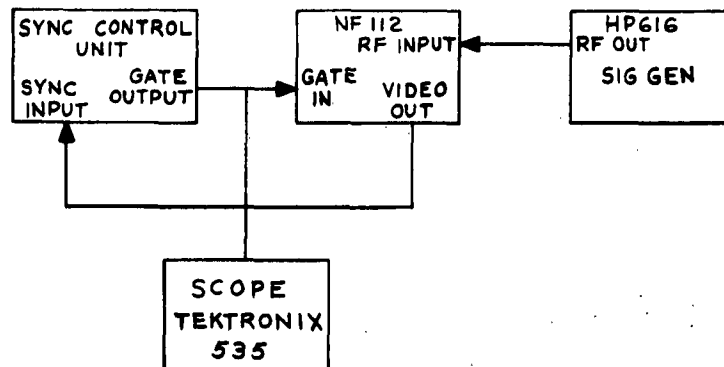 SYNC CONTROL
UNIT
GATE
OUTPUT
SYNC
INPUT
NF 112
RF INPUT
GATE
IN
VIDEO
OUT
HP616
RF OUT
SIG GEN
SCOPE
TEKTRONIX
535